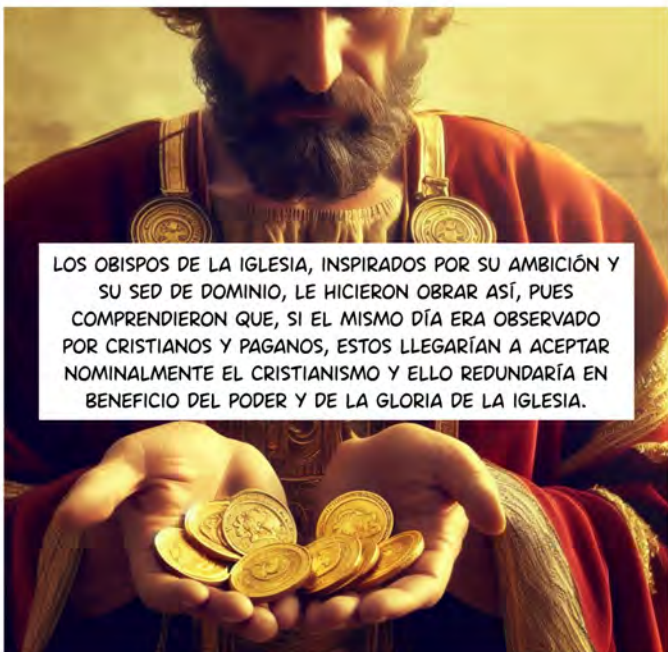 LOS OBISPOS DE LA IGLESIA, INSPIRADOS POR SU AMBICIÓN Y
SU SED DE DOMINIO, LE HICIERON OBRAR ASÍ, PUES
COMPRENDIERON QUE, SI EL MISMO DÍA ERA OBSERVADO
POR CRISTIANOS Y PAGANOS, ESTOS LLEGARÍAN A ACEPTAR
NOMINALMENTE EL CRISTIANISMO Y ELLO REDUNDARÍA EN
BENEFICIO DEL PODER Y DE LA GLORIA DE LA IGLESIA.